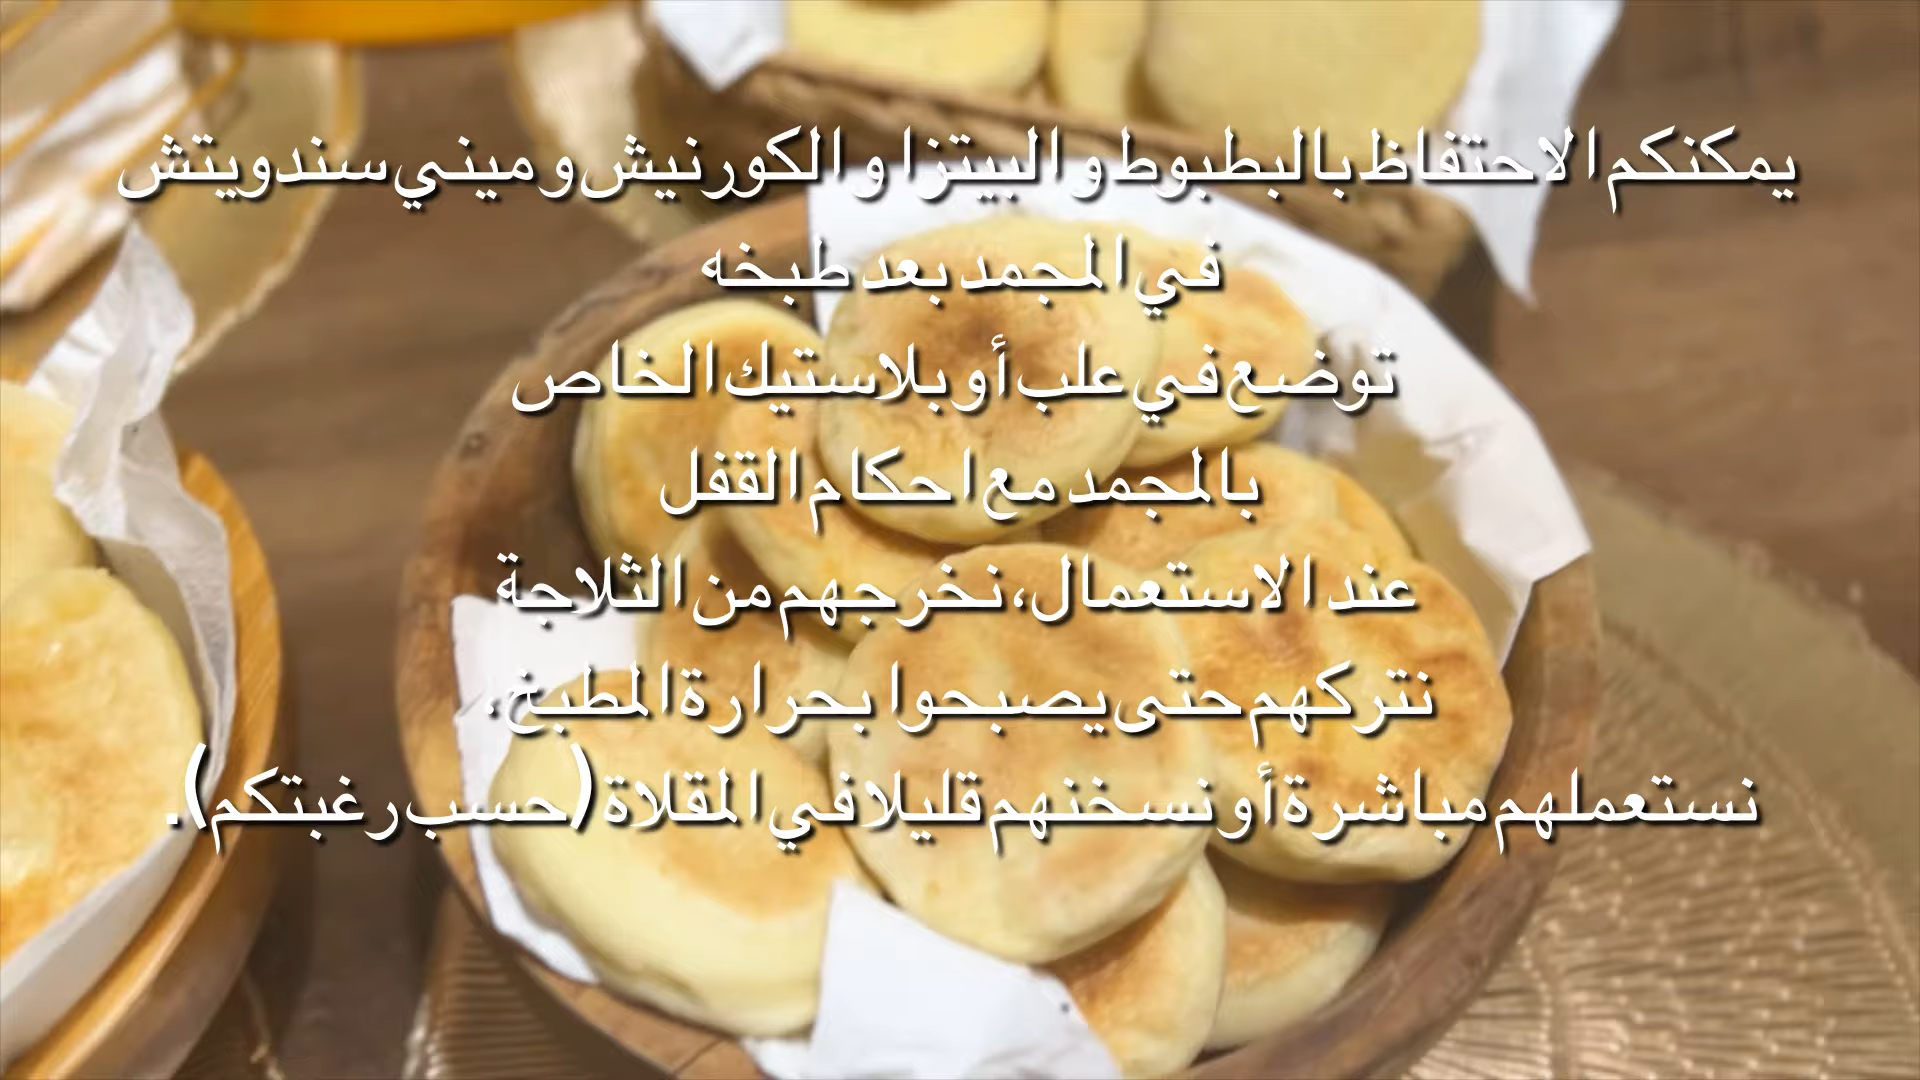 يمكنكم الاحتفاظ بالبطبوط و البيتزا و الكورنيش و ميني سندويتش
في المجمد بعد طبخه
توضع في علب أو بلاستيك الخاص
بالمجمد مع احكام القفل
عند الاستعمال، نخرجهم من الثلاجة
نتركهم حتى يصبحوا بحرارة المطبخ،
نستعملهم مباشرة أو نسخنهم قليلا في المقلاة (حسب رغبتكم).